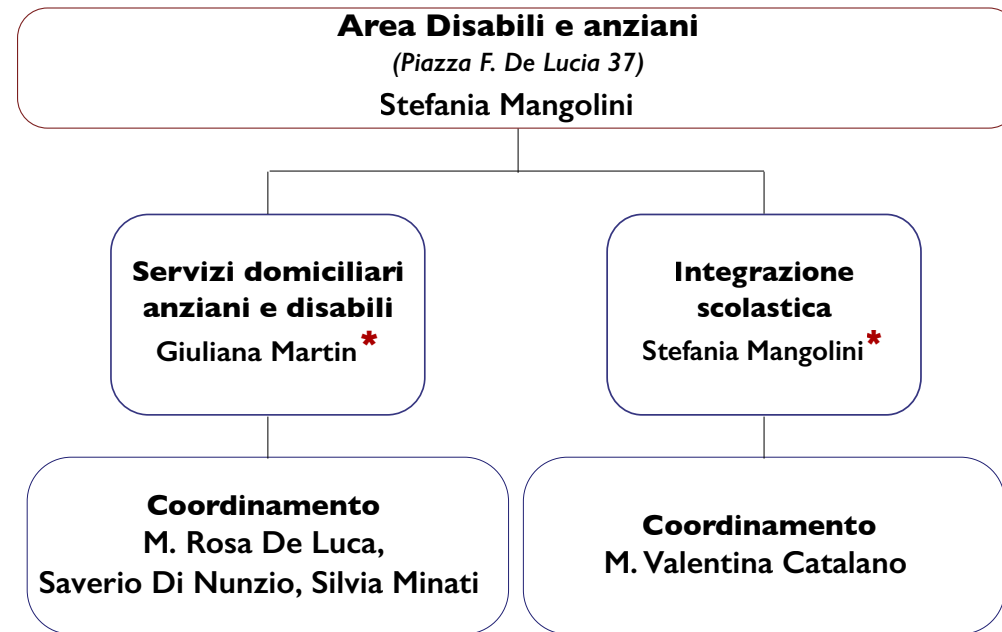 Area Disabili e anziani
(Piazza F. De Lucia 37)
Stefania Mangolini
Servizi domiciliari
anziani e disabili
Giuliana Martin*
Integrazione
scolastica
Stefania Mangolini*
Coordinamento
M. Rosa De Luca,
Saverio Di Nunzio, Silvia Minati
Coordinamento
M. Valentina Catalano